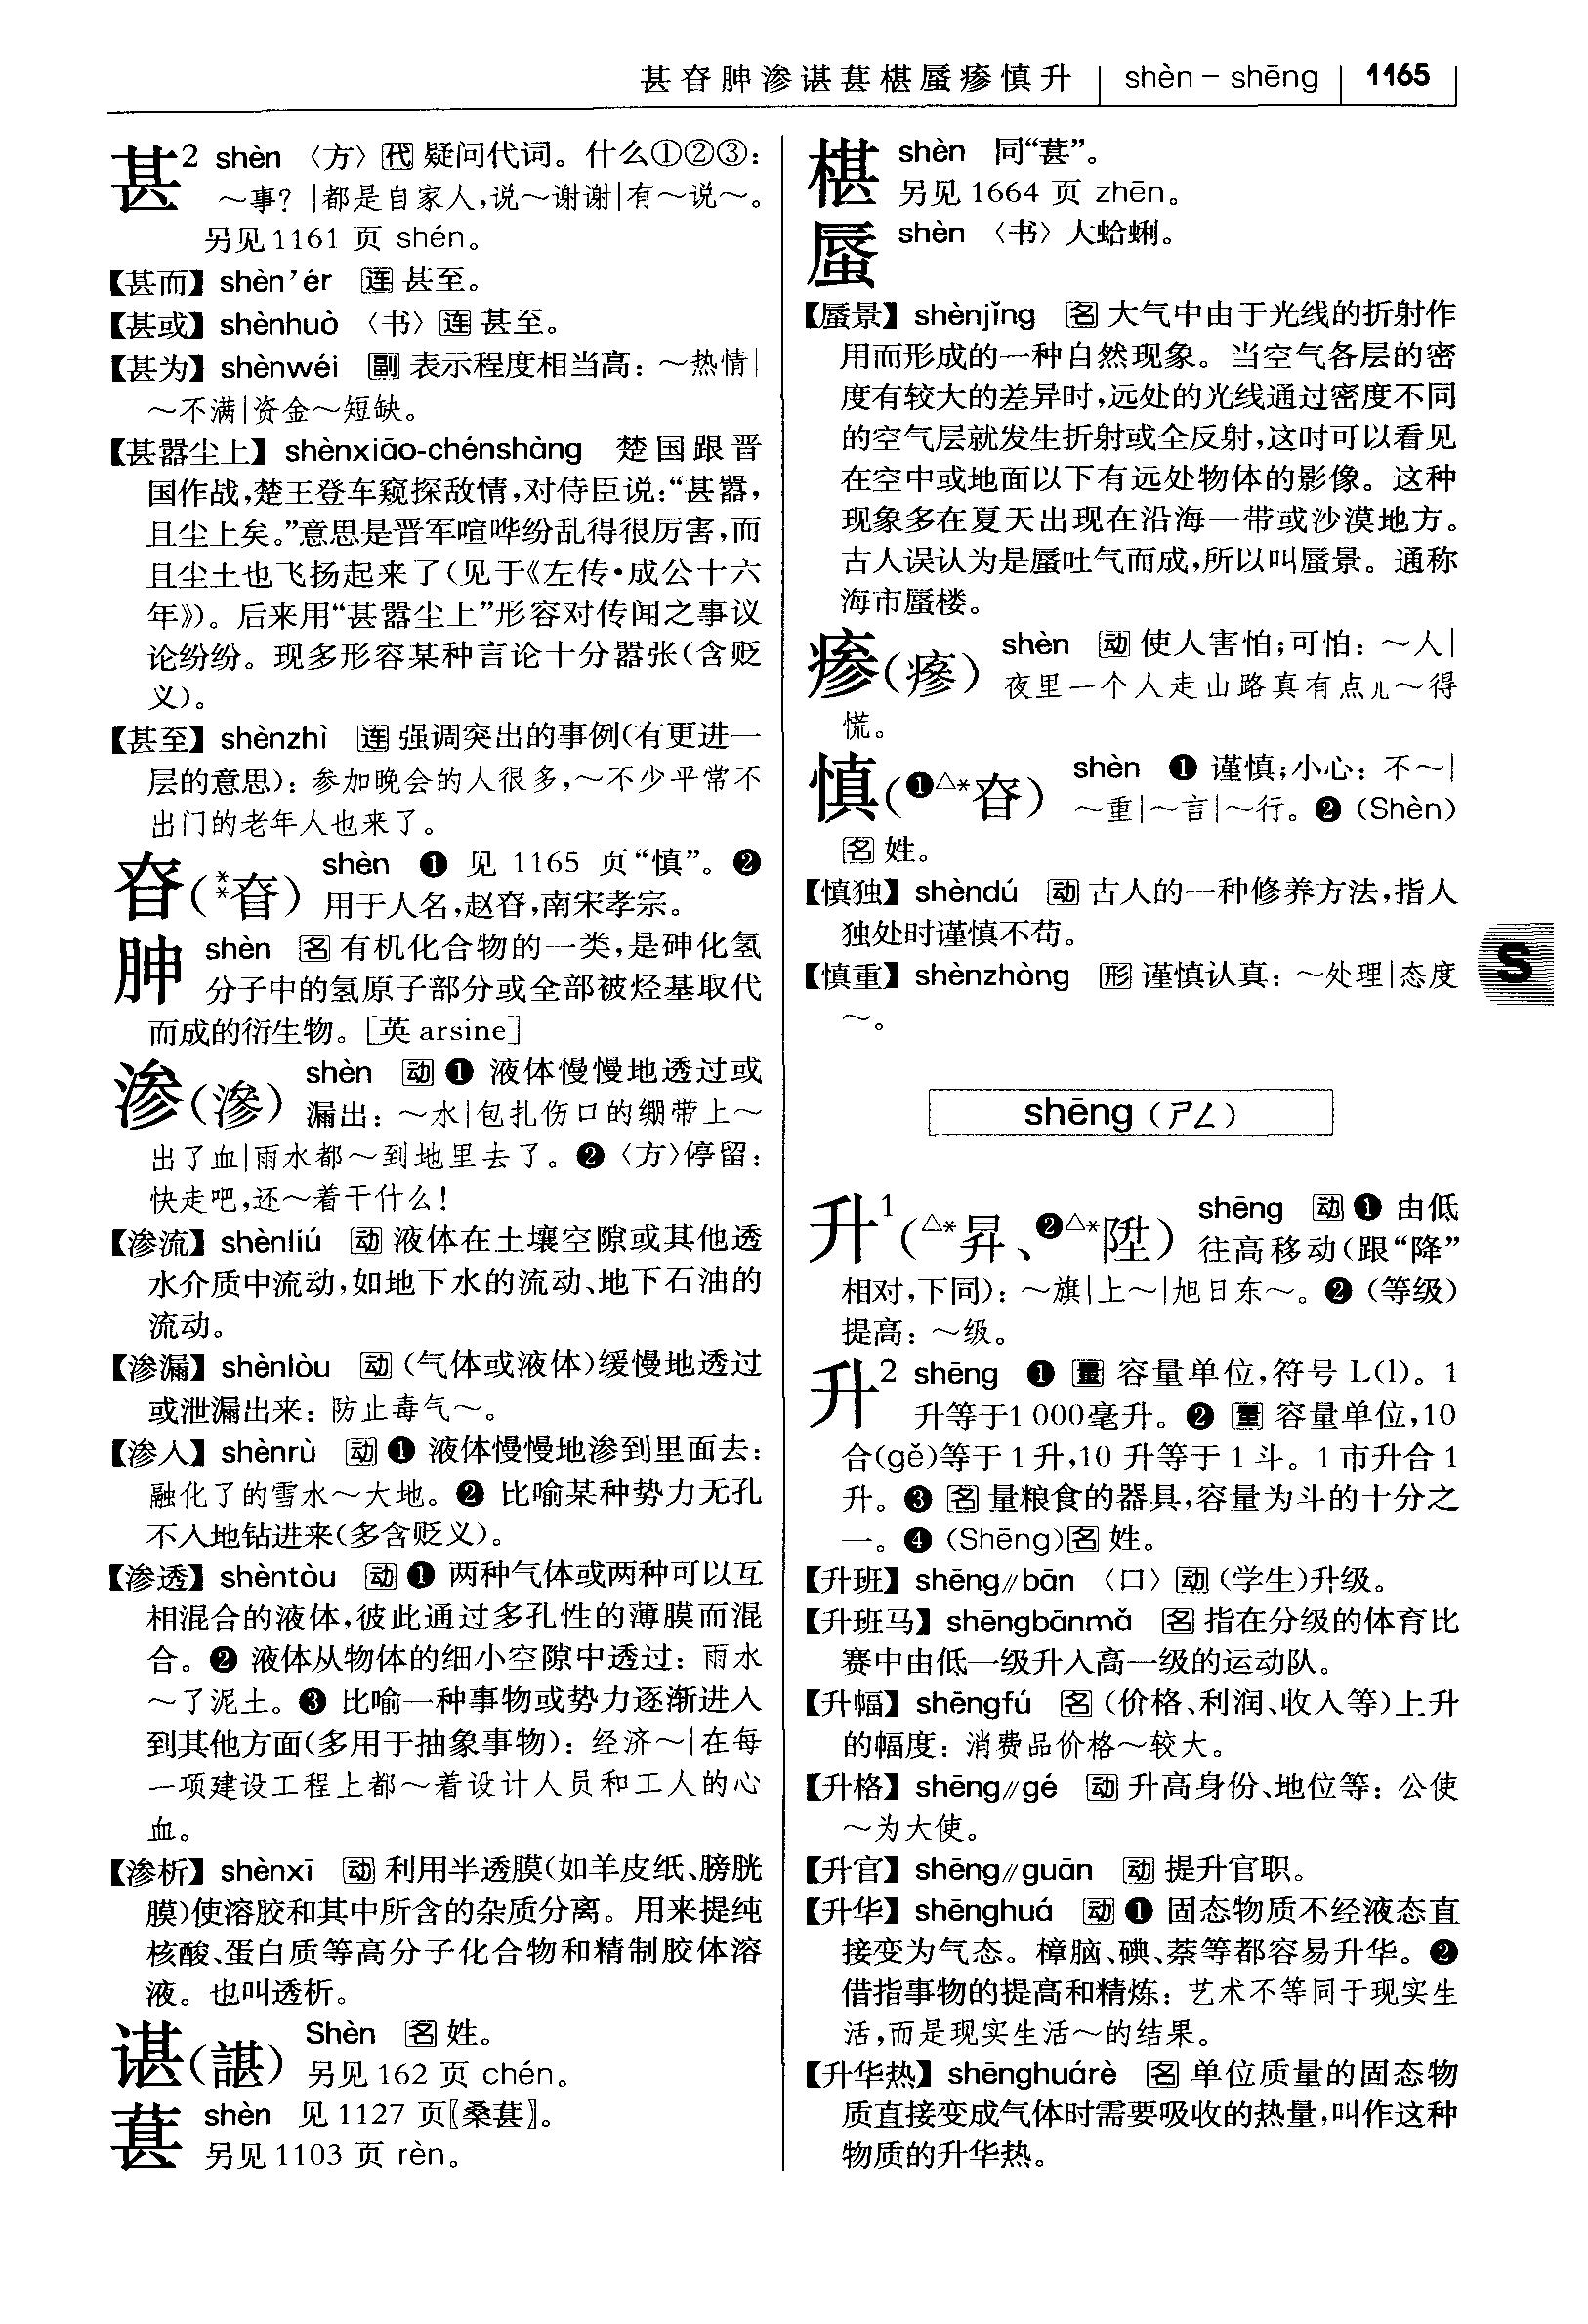 甚昚胂渗谌葚椹蜃瘆慎升 | shèn－shēng | 1165
甚² shèn 〈方〉代 疑问代词。什么①②③：
～事？|都是自家人，说～谢谢|有～说～。
另见1161 页 shén。
【甚而】shèn’ér 连 甚至。
【甚或】shènhuò 〈书〉连 甚至。
【甚为】shènwéi 副 表示程度相当高：～热情|
～不满|资金～短缺。
【甚嚣尘上】shènxiāo-chénshàng 楚国跟晋
国作战，楚王登车窥探敌情，对侍臣说：“甚嚣，
且尘上矣。”意思是晋军喧哗纷乱得很厉害，而
且尘土也飞扬起来了（见于《左传·成公十六
年》）。后来用“甚嚣尘上”形容对传闻之事议
论纷纷。现多形容某种言论十分嚣张（含贬
义）。
【甚至】shènzhì 连 强调突出的事例（有更进一
层的意思）：参加晚会的人很多，～不少平常不
出门的老年人也来了。
昚（**眘） shèn ❶ 见 1165 页“慎”。❷
用于人名，赵昚，南宋孝宗。
胂 shèn 名 有机化合物的一类，是砷化氢
分子中的氢原子部分或全部被烃基取代
而成的衍生物。［英 arsine］
渗（滲） shèn 动 ❶ 液体慢慢地透过或
漏出：～水|包扎伤口的绷带上～
出了血|雨水都～到地里去了。❷〈方〉停留：
快走吧，还～着干什么！
【渗流】shènliú 动 液体在土壤空隙或其他透
水介质中流动，如地下水的流动、地下石油的
流动。
【渗漏】shènlòu 动（气体或液体）缓慢地透过
或泄漏出来：防止毒气～。
【渗入】shènrù 动 ❶ 液体慢慢地渗到里面去：
融化了的雪水～大地。❷ 比喻某种势力无孔
不入地钻进来（多含贬义）。
【渗透】shèntòu 动 ❶ 两种气体或两种可以互
相混合的液体，彼此通过多孔性的薄膜而混
合。❷ 液体从物体的细小空隙中透过：雨水
～了泥土。❸ 比喻一种事物或势力逐渐进入
到其他方面（多用于抽象事物）：经济～|在每
一项建设工程上都～着设计人员和工人的心
血。
【渗析】shènxī 动 利用半透膜（如羊皮纸、膀胱
膜）使溶胶和其中所含的杂质分离。用来提纯
核酸、蛋白质等高分子化合物和精制胶体溶
液。也叫透析。
谌（諶） Shèn 名 姓。
另见 162 页 chén。
葚 shèn 见 1127 页〖桑葚〗。
另见 1103 页 rèn。
椹 shèn 同“葚”。
另见 1664 页 zhēn。
蜃 shèn 〈书〉大蛤蜊。
【蜃景】shènjǐng 名 大气中由于光线的折射作
用而形成的一种自然现象。当空气各层的密
度有较大的差异时，远处的光线通过密度不同
的空气层就发生折射或全反射，这时可以看见
在空中或地面以下有远处物体的影像。这种
现象多在夏天出现在沿海一带或沙漠地方。
古人误认为是蜃吐气而成，所以叫蜃景。通称
海市蜃楼。
瘆（瘮） shèn 动 使人害怕；可怕：～人|
夜里一个人走山路真有点儿～得
慌。
慎（❶△*昚） shèn ❶ 谨慎；小心：不～|
～重|～言|～行。❷（Shèn）
名 姓。
【慎独】shèndú 动 古人的一种修养方法，指人
独处时谨慎不苟。
【慎重】shènzhòng 形 谨慎认真：～处理|态度
～。
S
shēng（ㄕㄥ）
升¹（△*昇、❷△*陞） shēng 动 ❶ 由低
往高移动（跟“降”
相对，下同）：～旗|上～|旭日东～。❷（等级）
提高：～级。
升² shēng ❶ 量 容量单位，符号 L(l)。1
升等于1 000毫升。❷ 量 容量单位，10
合(gě)等于 1 升，10 升等于 1 斗。1 市升合 1
升。❸ 名 量粮食的器具，容量为斗的十分之
一。❹（Shēng）名 姓。
【升班】shēng//bān 〈口〉动（学生）升级。
【升班马】shēngbānmǎ 名 指在分级的体育比
赛中由低一级升入高一级的运动队。
【升幅】shēngfú 名（价格、利润、收入等）上升
的幅度：消费品价格～较大。
【升格】shēng//gé 动 升高身份、地位等：公使
～为大使。
【升官】shēng//guān 动 提升官职。
【升华】shēnghuá 动 ❶ 固态物质不经液态直
接变为气态。樟脑、碘、萘等都容易升华。❷
借指事物的提高和精炼：艺术不等同于现实生
活，而是现实生活～的结果。
【升华热】shēnghuárè 名 单位质量的固态物
质直接变成气体时需要吸收的热量，叫作这种
物质的升华热。